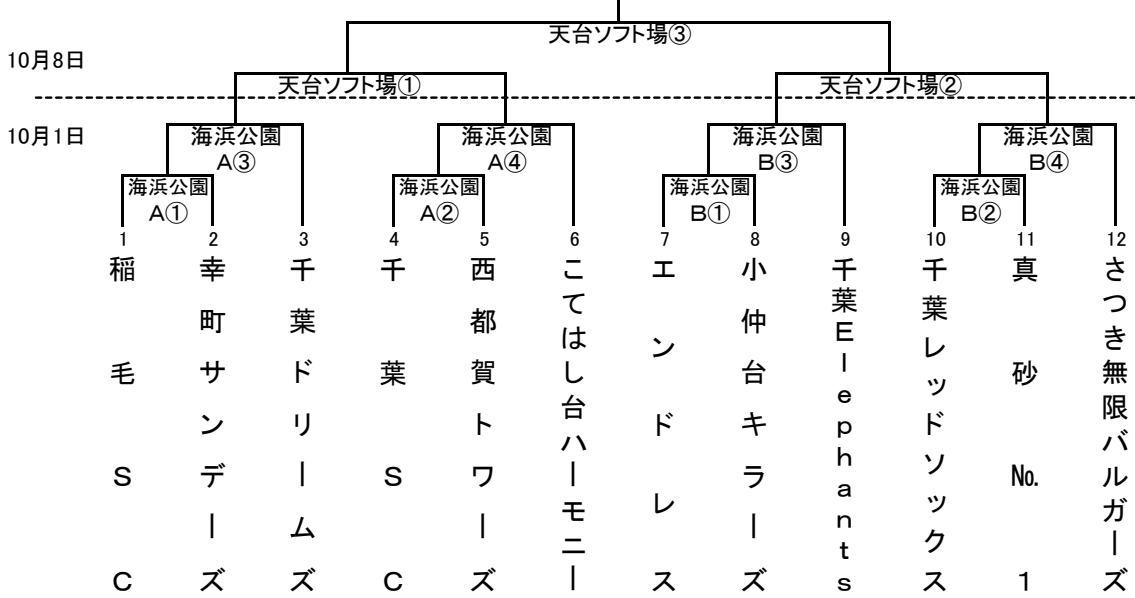 天台ソフト場③
10月8日
天台ソフト場①
天台ソフト場②
10月1日
海浜公園
A③
海浜公園
A④
海浜公園
B③
海浜公園
B④
海浜公園
A①
海浜公園
A②
海浜公園
B①
海浜公園
B②
1
2
3
4
5
6
7
8
9
10
11
12
稲毛SC
幸町サンデーズ
千葉ドリームズ
千葉SC
西都賀トワーズ
こてはし台ハーモニー
エンドレス
小仲台キラーズ
千葉Elephants
千葉レッドソックス
真砂№1
さつき無限バルガーズ